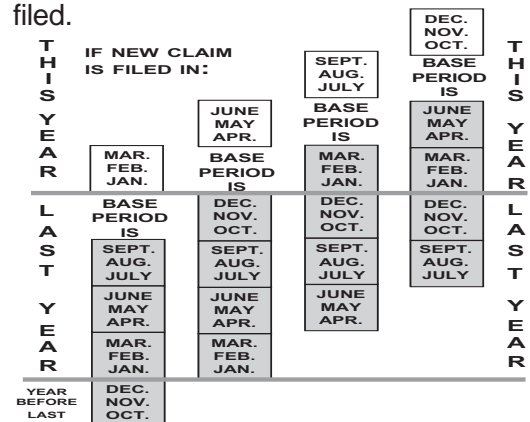 filed.
THIS YEAR
IF NEW CLAIM
IS FILED IN:
MAR.
FEB.
JAN.
BASE
PERIOD
IS
SEPT.
AUG.
JULY
JUNE
MAY
APR.
MAR.
FEB.
JAN.
DEC.
NOV.
OCT.
JUNE
MAY
APR.
BASE
PERIOD
IS
DEC.
NOV.
OCT.
SEPT.
AUG.
JULY
JUNE
MAY
APR.
MAR.
FEB.
JAN.
SEPT.
AUG.
JULY
BASE
PERIOD
IS
MAR.
FEB.
JAN.
DEC.
NOV.
OCT.
SEPT.
AUG.
JULY
JUNE
MAY
APR.
DEC.
NOV.
OCT.
BASE
PERIOD
IS
JUNE
MAY
APR.
MAR.
FEB.
JAN.
DEC.
NOV.
OCT.
SEPT.
AUG.
JULY
THIS YEAR
LAST YEAR
LAST YEAR
YEAR
BEFORE
LAST